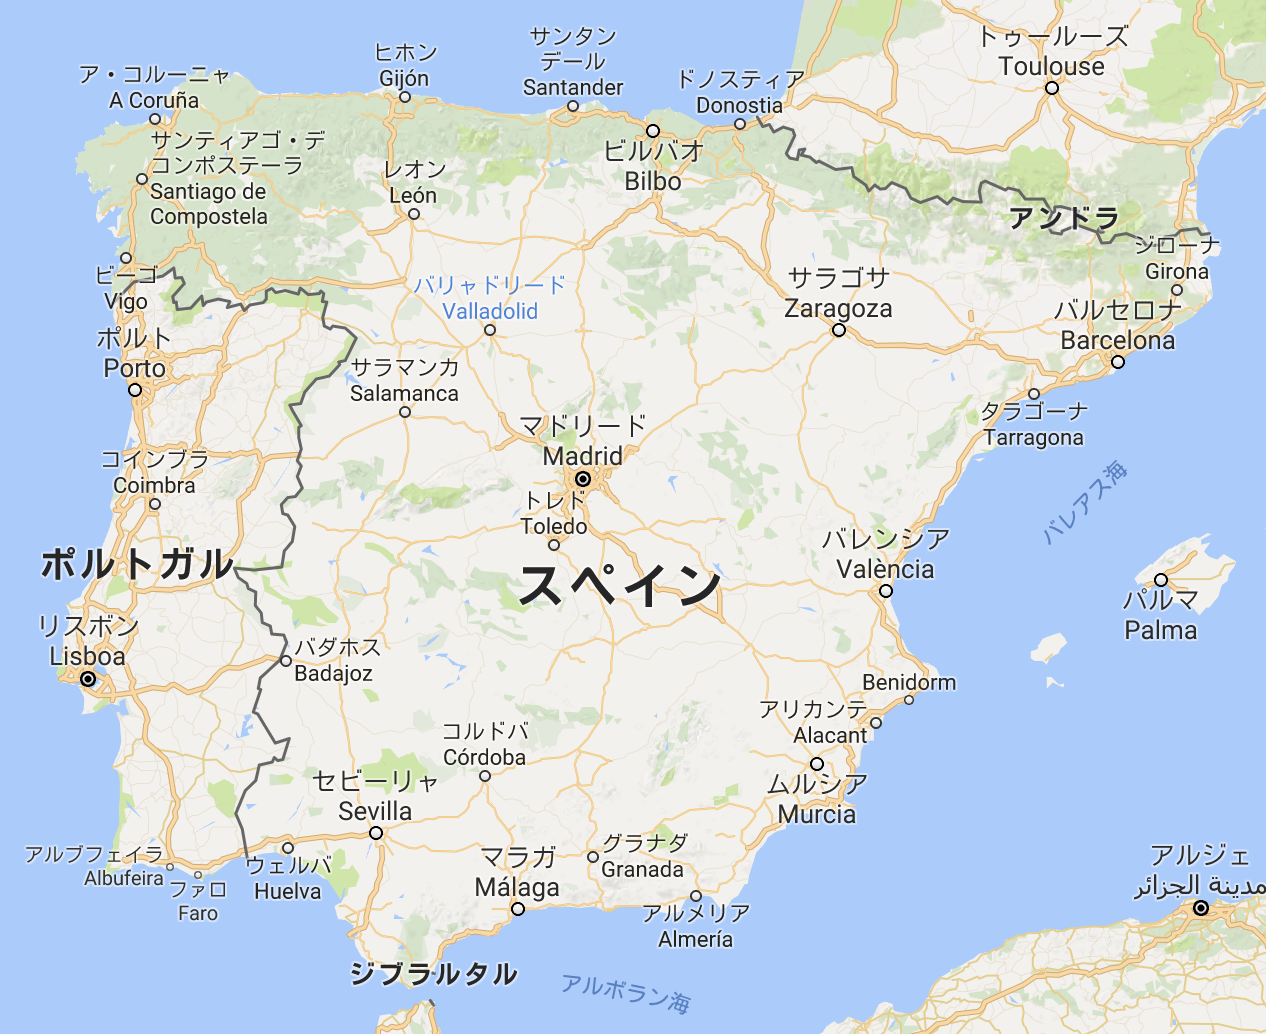 サンタン
デール
Santander
トゥールーズ
Toulouse
ヒホン
Gijón
ア・コルーニャ
A Coruña
ドノスティア
Donostia
サンティアゴ・デ
コンポステーラ
Santiago de
Compostela
レオン
León
ビルバオ
Bilbo
アンドラ
ジローナ
Girona
ビーゴ
Vigo
バリャドリード
Valladolid
サラゴサ
Zaragoza
バルセロナ
Barcelona
ポルト
Porto
サラマンカ
Salamanca
タラゴーナ
Tarragona
マドリード
Madrid
コインブラ
Coimbra
トレド
Toledo
バレアス海
バレンシア
València
ポルトガル
スペイン
パルマ
Palma
リスボン
Lisboa
バダホス
Badajoz
Benidorm
アリカンテ
Alacant
コルドバ
Córdoba
ムルシア
Murcia
セビーリャ
Sevilla
アルブフェイラ
Albufeira
ファロ
Faro
ウェルバ
Huelva
マラガ
Málaga
グラナダ
Granada
アルメリア
Almería
アルジェ
مدينة الجزائر
ジブラルタル
アルボラン海